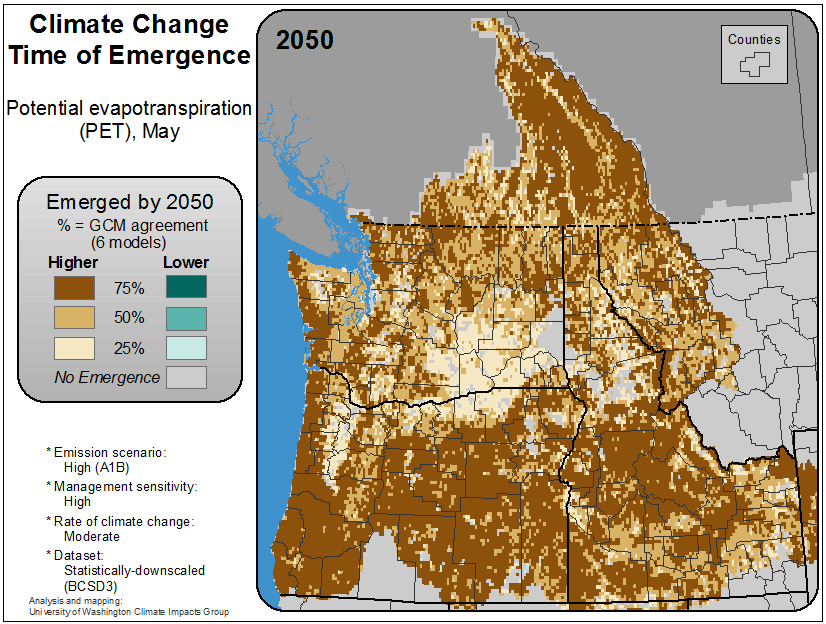 Climate Change
Time of Emergence
Potential evapotranspiration
(PET), May
Emerged by 2050
% = GCM agreement
(6 models)
Higher Lower
75%
50%
25%
No Emergence
* Emission scenario:
High (A1B)
* Management sensitivity:
High
* Rate of climate change:
Moderate
* Dataset:
Statistically-downscaled
(BCSD3)
Analysis and mapping:
University of Washington Climate Impacts Group
2050
Counties